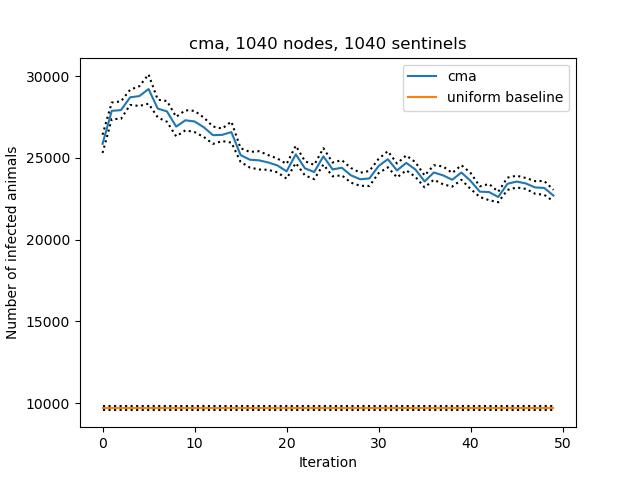 cma, 1040 nodes, 1040 sentinels
30000
25000
20000
15000
10000
Number of infected animals
cma
uniform baseline
0 10 20 30 40 50
Iteration